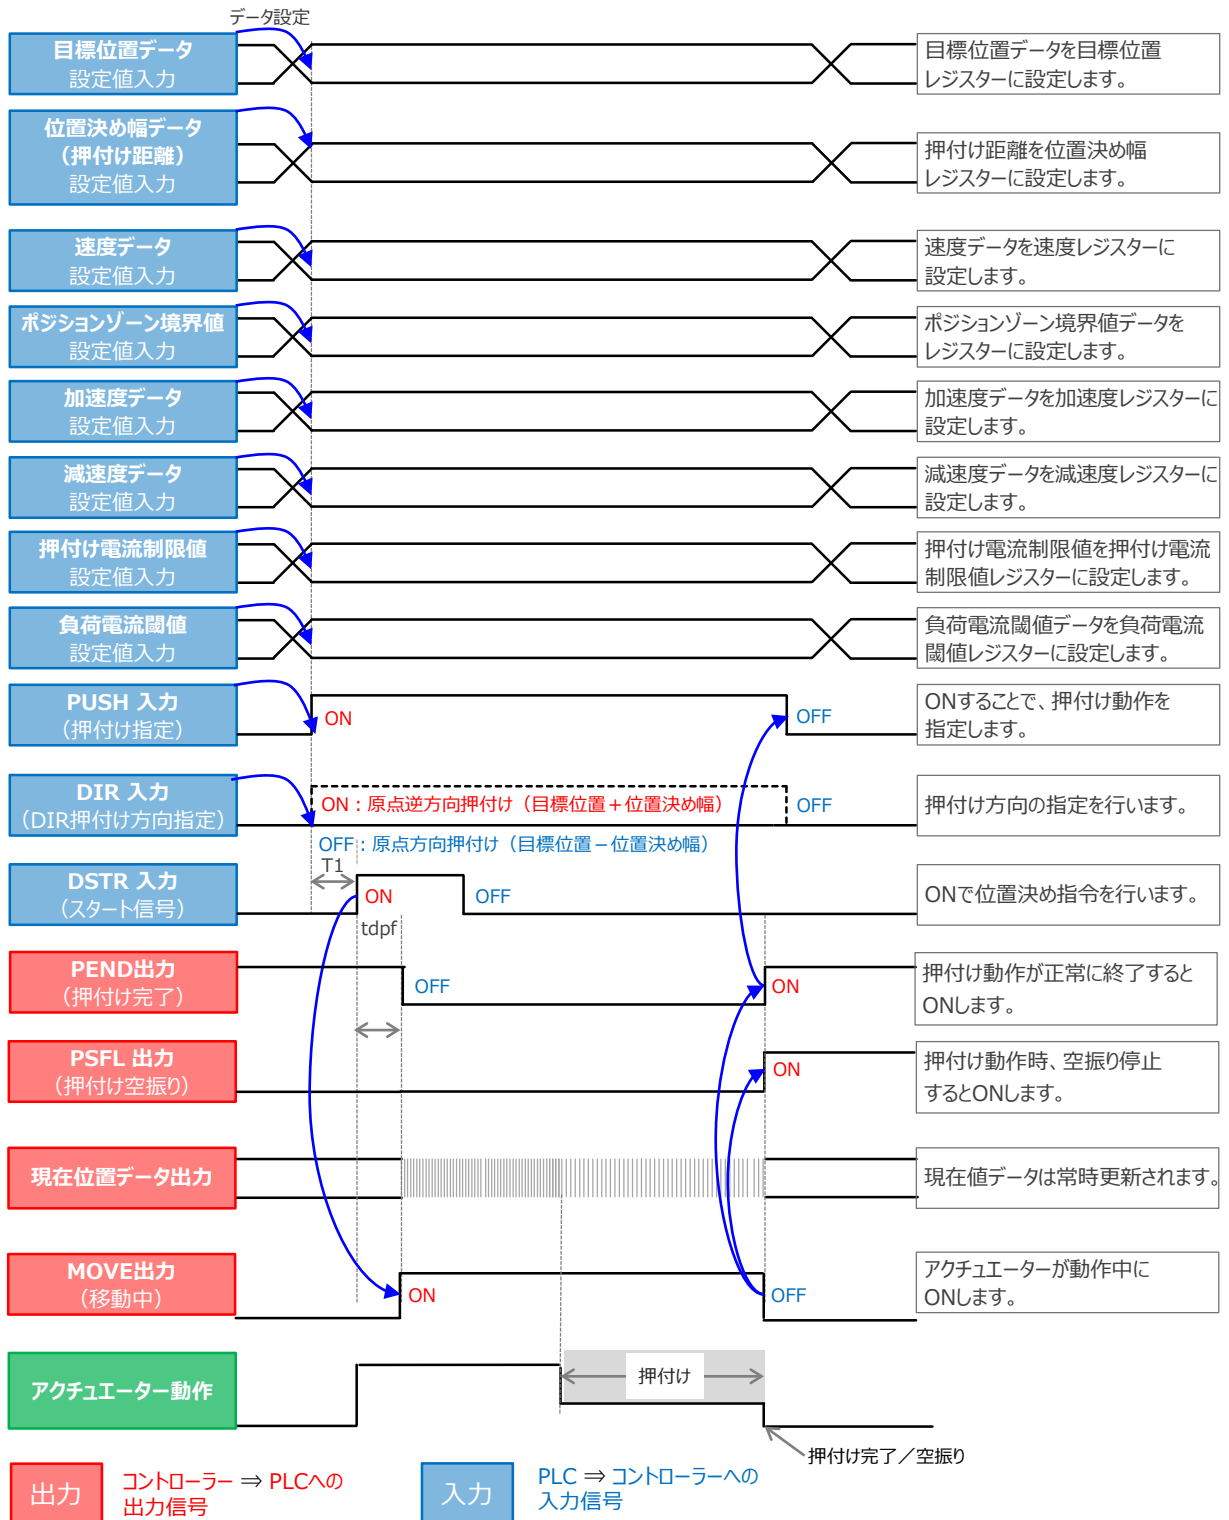 データ設定
目標位置データ
設定値入力
目標位置データを目標位置
レジスターに設定します。
位置決め幅データ
（押付け距離）
設定値入力
押付け距離を位置決め幅
レジスターに設定します。
速度データ
設定値入力
速度データを速度レジスターに
設定します。
ポジションゾーン境界値
設定値入力
ポジションゾーン境界値データを
レジスターに設定します。
加速度データ
設定値入力
加速度データを加速度レジスターに
設定します。
減速度データ
設定値入力
減速度データを減速度レジスターに
設定します。
押付け電流制限値
設定値入力
押付け電流制限値を押付け電流
制限値レジスターに設定します。
負荷電流閾値
設定値入力
負荷電流閾値データを負荷電流
閾値レジスターに設定します。
PUSH 入力
（押付け指定）
ON
OFF
ONすることで、押付け動作を
指定します。
DIR 入力
（DIR押付け方向指定）
ON：原点逆方向押付け（目標位置＋位置決め幅）
OFF
OFF：原点方向押付け（目標位置－位置決め幅）
押付け方向の指定を行います。
T1
DSTR 入力
（スタート信号）
ON
OFF
ONで位置決め指令を行います。
tdpf
PEND出力
（押付け完了）
OFF
ON
押付け動作が正常に終了すると
ONします。
PSFL 出力
（押付け空振り）
ON
押付け動作時、空振り停止
するとONします。
現在位置データ出力
現在値データは常時更新されます。
MOVE出力
（移動中）
ON
OFF
アクチュエーターが動作中に
ONします。
アクチュエーター動作
押付け
押付け完了／空振り
出力
コントローラー ⇒ PLCへの
出力信号
入力
PLC ⇒ コントローラーへの
入力信号